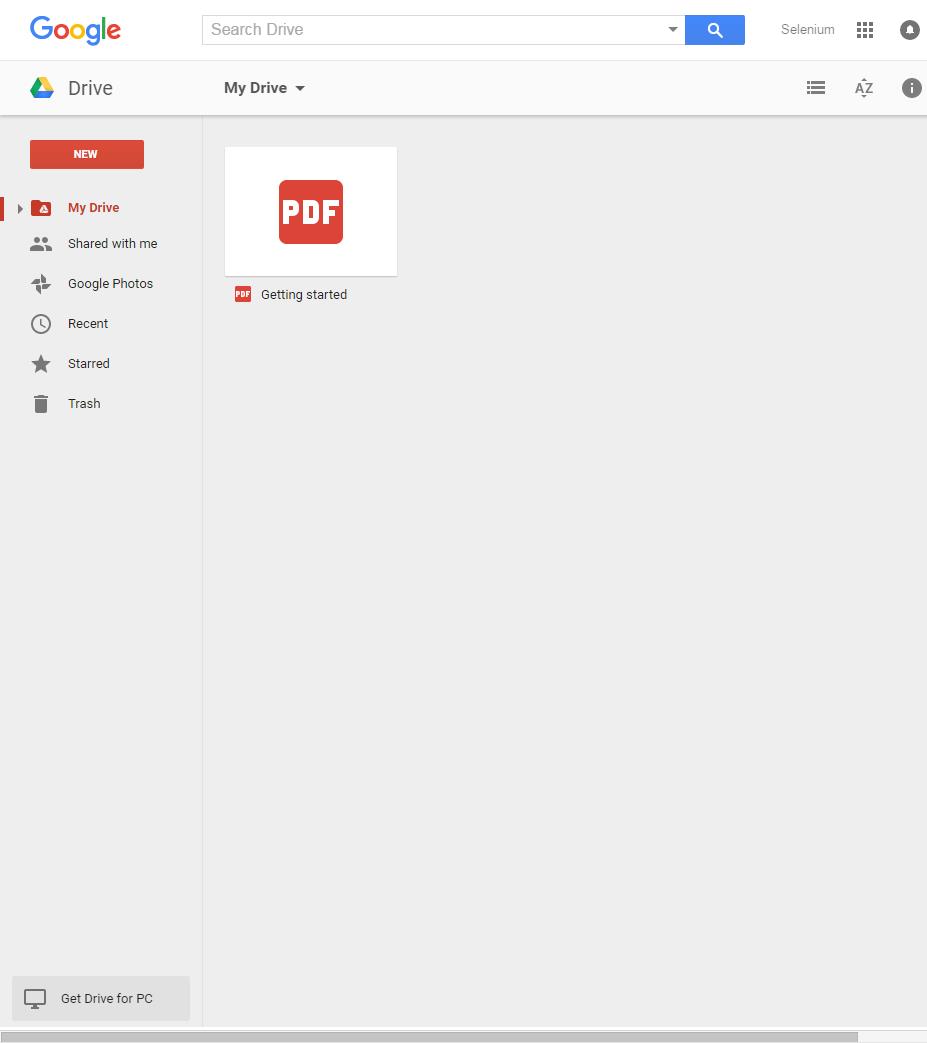 Google
Search Drive
Selenium
Drive
My Drive
AZ
NEW
My Drive
Shared with me
Google Photos
Recent
Starred
Trash
PDF
PDF Getting started
Get Drive for PC